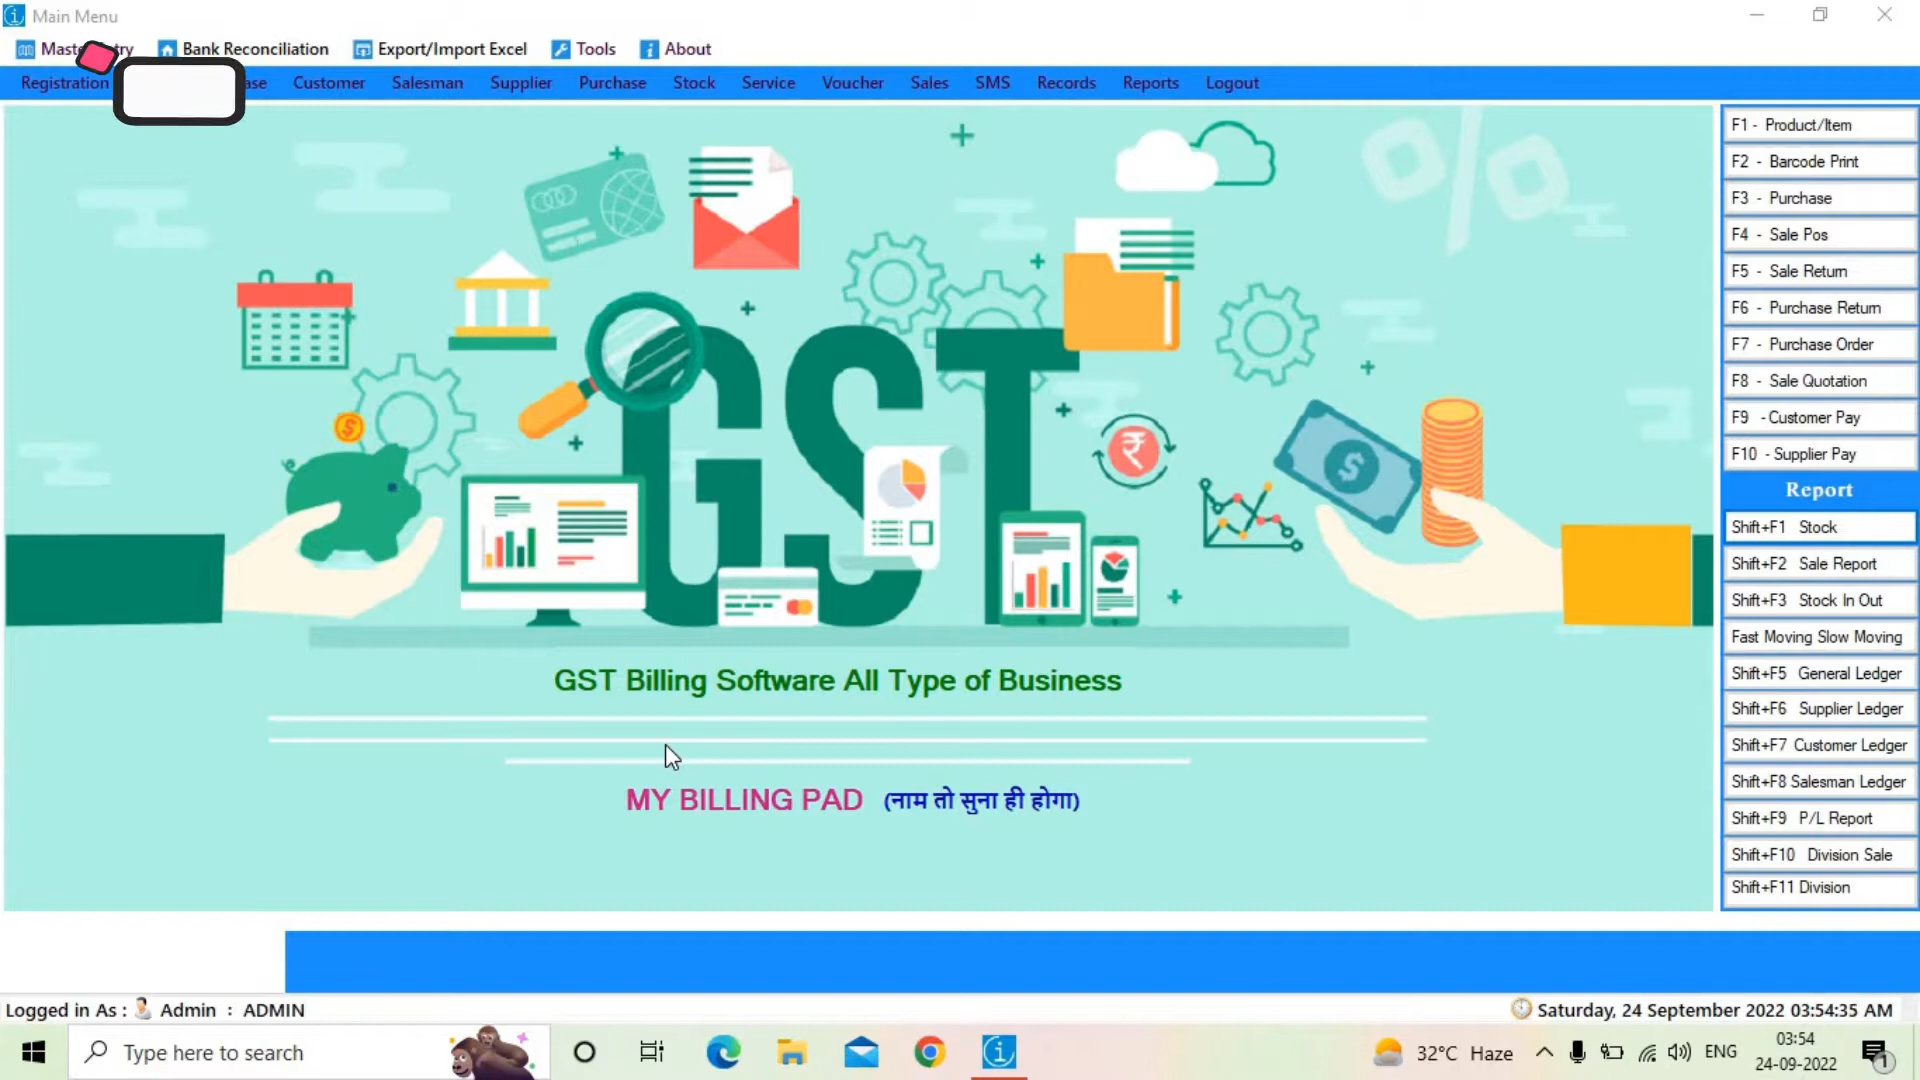 Main Menu
Bank Reconciliation Export/Import Excel Tools About
Registration Customer Salesman Supplier Purchase Stock Service Voucher Sales SMS Records Reports Logout
F1 - Product/Item
F2 - Barcode Print
F3 - Purchase
F4 - Sale Pos
F5 - Sale Return
F6 - Purchase Return
F7 - Purchase Order
F8 - Sale Quotation
F9 - Customer Pay
F10 - Supplier Pay
Report
Shift+F1 Stock
Shift+F2 Sale Report
Shift+F3 Stock In Out
Fast Moving Slow Moving
Shift+F5 General Ledger
Shift+F6 Supplier Ledger
Shift+F7 Customer Ledger
Shift+F8 Salesman Ledger
Shift+F9 P/L Report
Shift+F10 Division Sale
Shift+F11 Division
GST
GST Billing Software All Type of Business
MY BILLING PAD (नाम तो सुना ही होगा)
Logged in As : Admin : ADMIN
Saturday, 24 September 2022 03:54:35 AM
Type here to search
32°C Haze
ENG
03:54
24-09-2022
1